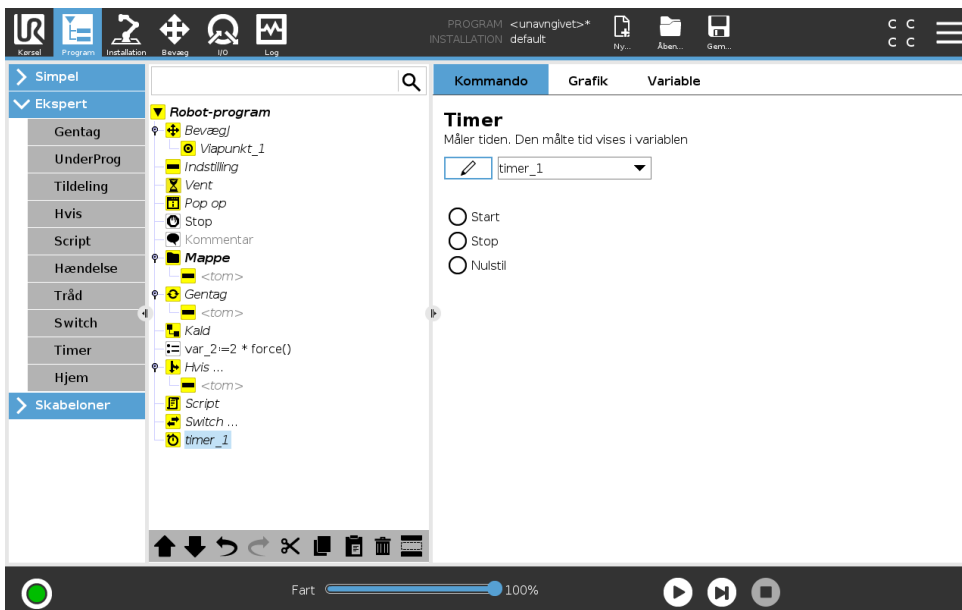 UR
Kørsel
Program
Installation
Bevæg
I/O
Log
PROGRAM <unavngivet>*
INSTALLATION default
Ny...
Åben...
Gem...
C C
C C
Simpel
Ekspert
Gentag
UnderProg
Tildeling
Hvis
Script
Hændelse
Tråd
Switch
Timer
Hjem
Skabeloner
Robot-program
BevægJ
Viapunkt_1
Indstilling
Vent
Pop op
Stop
Kommentar
Mappe
<tom>
Gentag
<tom>
Kald
var_2≔2 * force()
Hvis ...
<tom>
Script
Switch ...
timer_1
Kommando
Grafik
Variable
Timer
Måler tiden. Den målte tid vises i variablen
timer_1
Start
Stop
Nulstil
Fart
100%